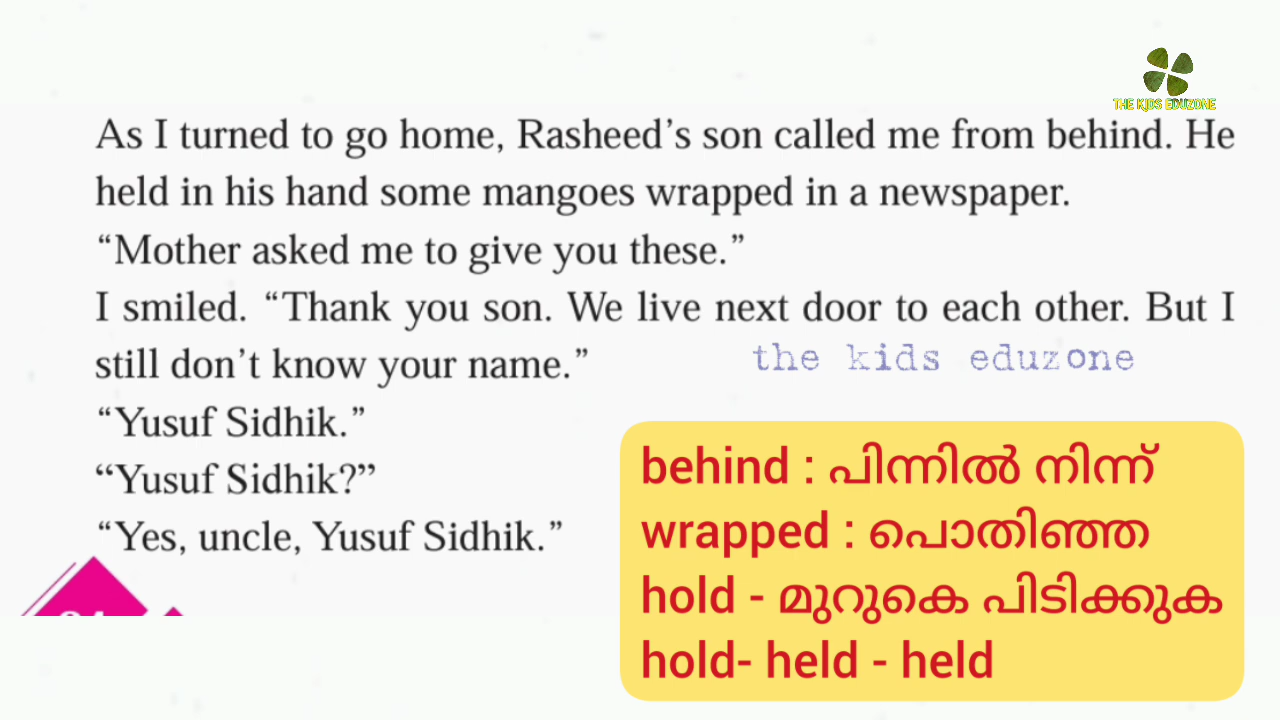 THE KIDS EDUZONE
As I turned to go home, Rasheed’s son called me from behind. He
held in his hand some mangoes wrapped in a newspaper.
“Mother asked me to give you these.”
I smiled. “Thank you son. We live next door to each other. But I
still don’t know your name.”
the kids eduzone
“Yusuf Sidhik.”
“Yusuf Sidhik?”
“Yes, uncle, Yusuf Sidhik.”
behind : പിന്നിൽ നിന്ന്
wrapped : പൊതിഞ്ഞ
hold - മുറുകെ പിടിക്കുക
hold- held - held